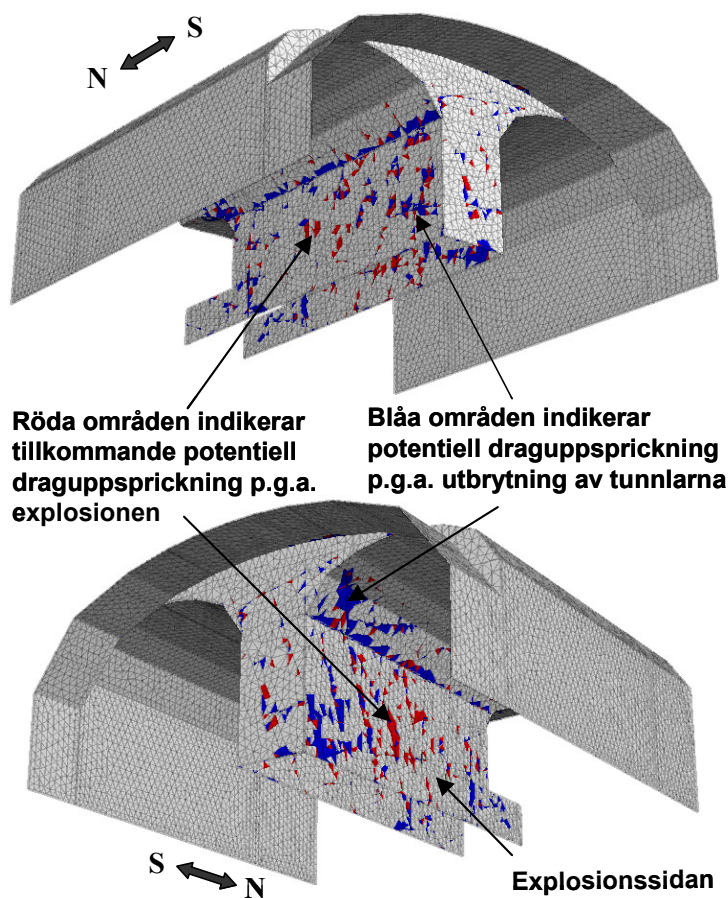 S
N
Röda områden indikerar
tillkommande potentiell
draguppsprickning p.g.a.
explosionen
Blåa områden indikerar
potentiell draguppsprickning
p.g.a. utbrytning av tunnlarna
S
N
Explosionssidan